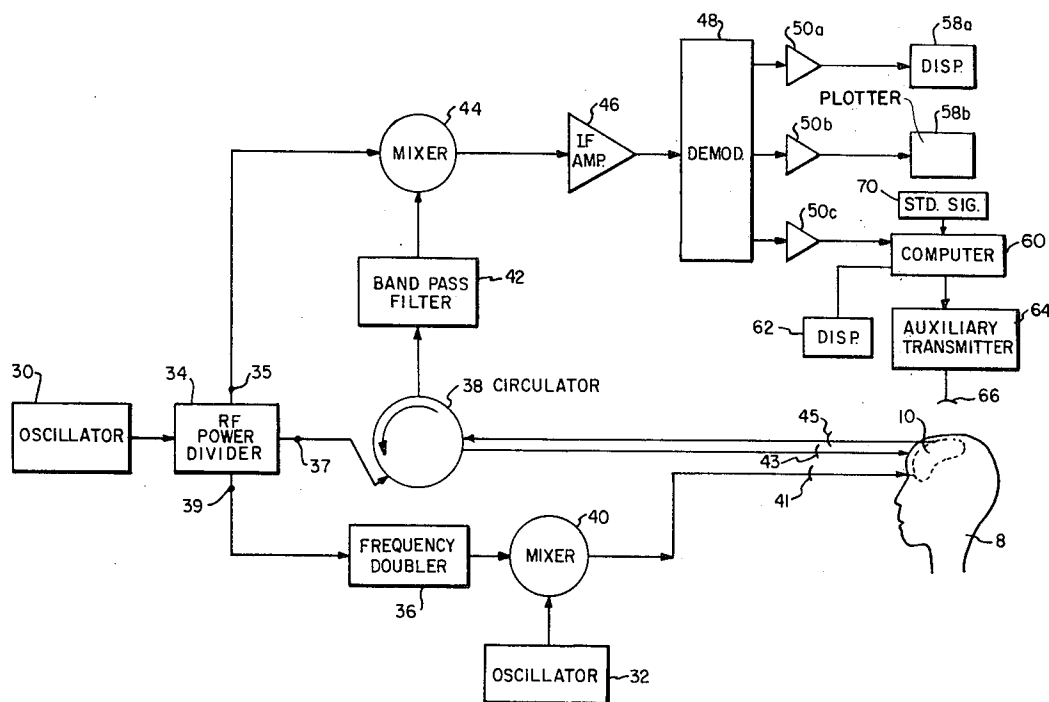 48
50a
58a
DISP.
PLOTTER
58b
44
MIXER
46
I.F
AMP.
DEMOD.
50b
70
STD. SIG.
50c
COMPUTER
60
BAND PASS
FILTER
42
62
DISP.
64
AUXILIARY
TRANSMITTER
30
34
35
38 CIRCULATOR
66
OSCILLATOR
RF
POWER
DIVIDER
37
45
10
43
41
39
40
8
FREQUENCY
DOUBLER
MIXER
36
OSCILLATOR
32